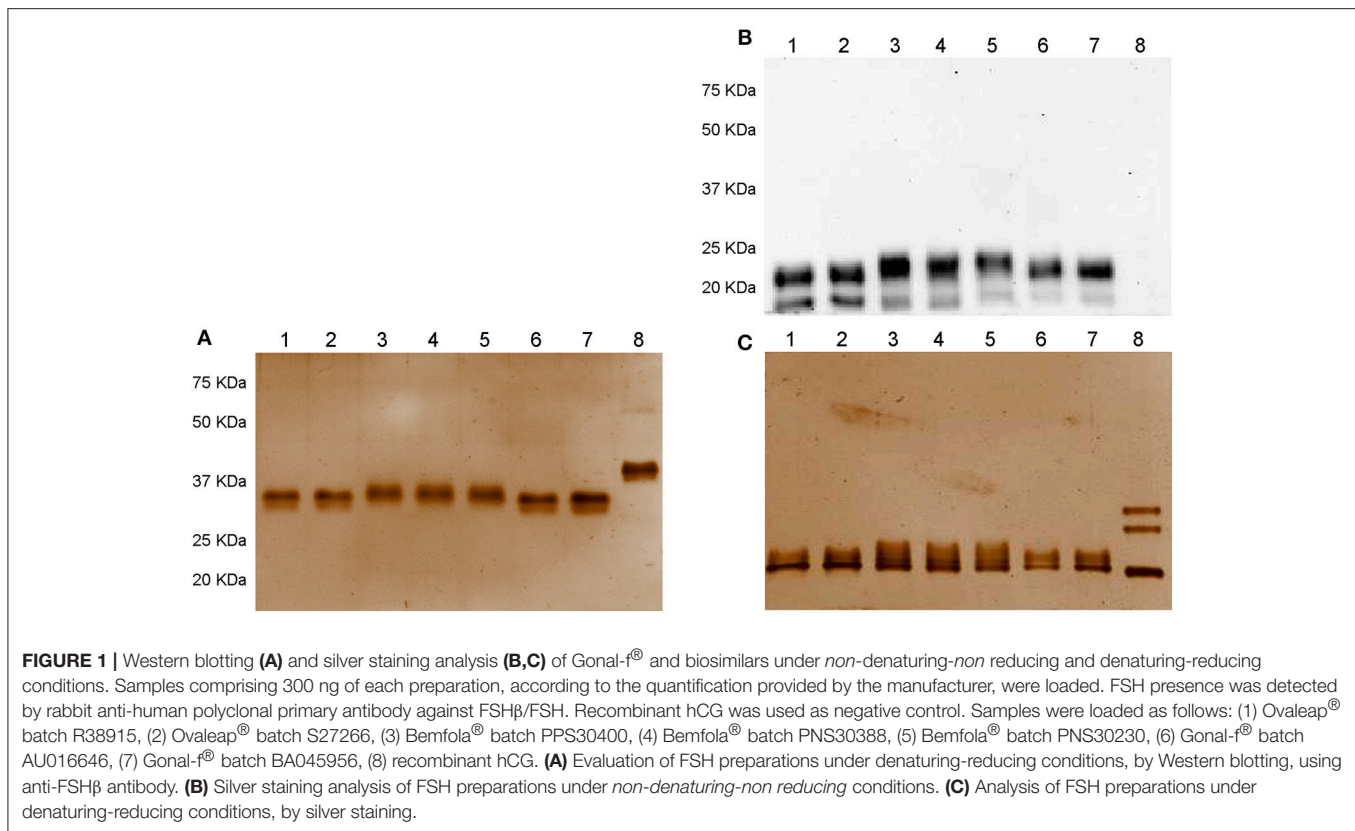 B
1 2 3 4 5 6 7 8
75 KDa
50 KDa
37 KDa
25 KDa
20 KDa
A
1 2 3 4 5 6 7 8
75 KDa
50 KDa
37 KDa
25 KDa
20 KDa
C
1 2 3 4 5 6 7 8
FIGURE 1 | Western blotting (A) and silver staining analysis (B,C) of Gonal-f® and biosimilars under non-denaturing-non reducing and denaturing-reducing
conditions. Samples comprising 300 ng of each preparation, according to the quantification provided by the manufacturer, were loaded. FSH presence was detected
by rabbit anti-human polyclonal primary antibody against FSHβ/FSH. Recombinant hCG was used as negative control. Samples were loaded as follows: (1) Ovaleap®
batch R38915, (2) Ovaleap® batch S27266, (3) Bemfola® batch PPS30400, (4) Bemfola® batch PNS30388, (5) Bemfola® batch PNS30230, (6) Gonal-f® batch
AU016646, (7) Gonal-f® batch BA045956, (8) recombinant hCG. (A) Evaluation of FSH preparations under denaturing-reducing conditions, by Western blotting, using
anti-FSHβ antibody. (B) Silver staining analysis of FSH preparations under non-denaturing-non reducing conditions. (C) Analysis of FSH preparations under
denaturing-reducing conditions, by silver staining.